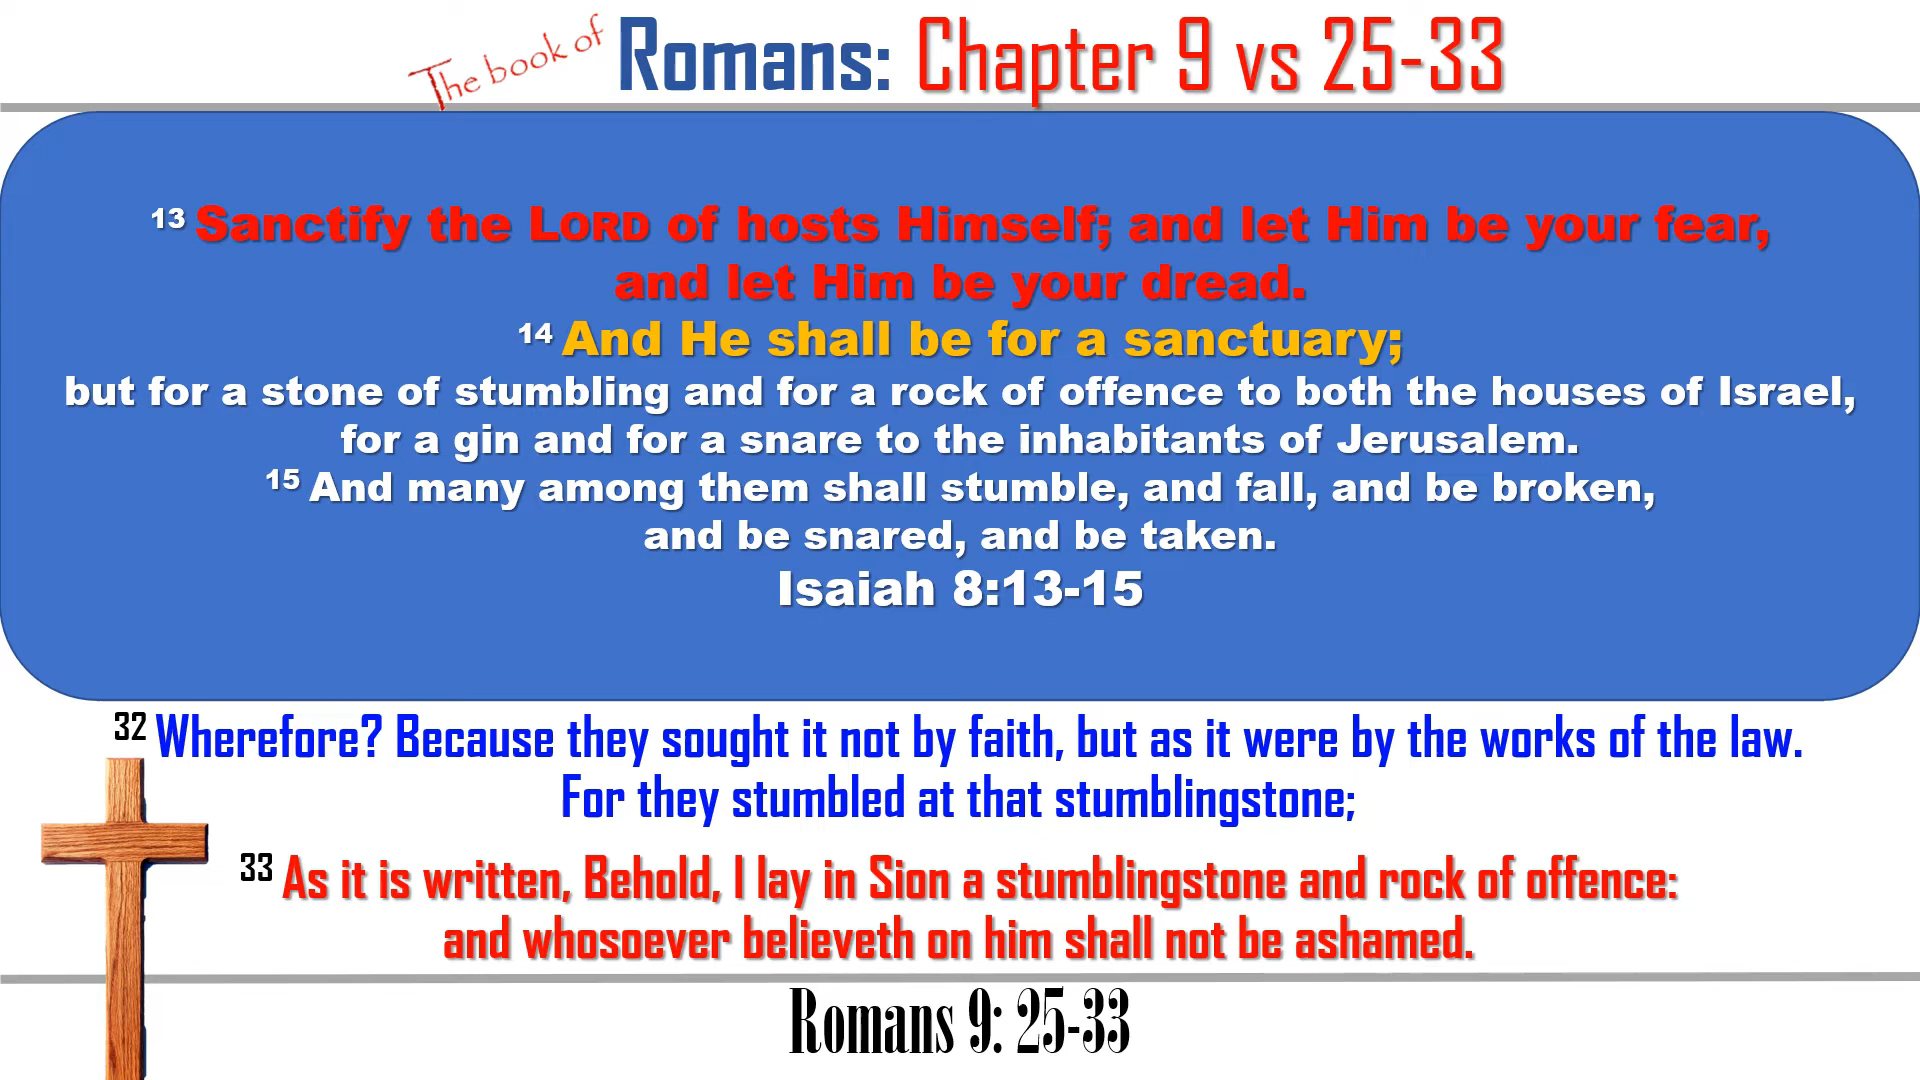 The book of Romans: Chapter 9 vs 25-33
13 Sanctify the LORD of hosts Himself; and let Him be your fear,
and let Him be your dread.
14 And He shall be for a sanctuary;
but for a stone of stumbling and for a rock of offence to both the houses of Israel,
for a gin and for a snare to the inhabitants of Jerusalem.
15 And many among them shall stumble, and fall, and be broken,
and be snared, and be taken.
Isaiah 8:13-15
32 Wherefore? Because they sought it not by faith, but as it were by the works of the law.
For they stumbled at that stumblingstone;
33 As it is written, Behold, I lay in Sion a stumblingstone and rock of offence:
and whosoever believeth on him shall not be ashamed.
Romans 9: 25-33